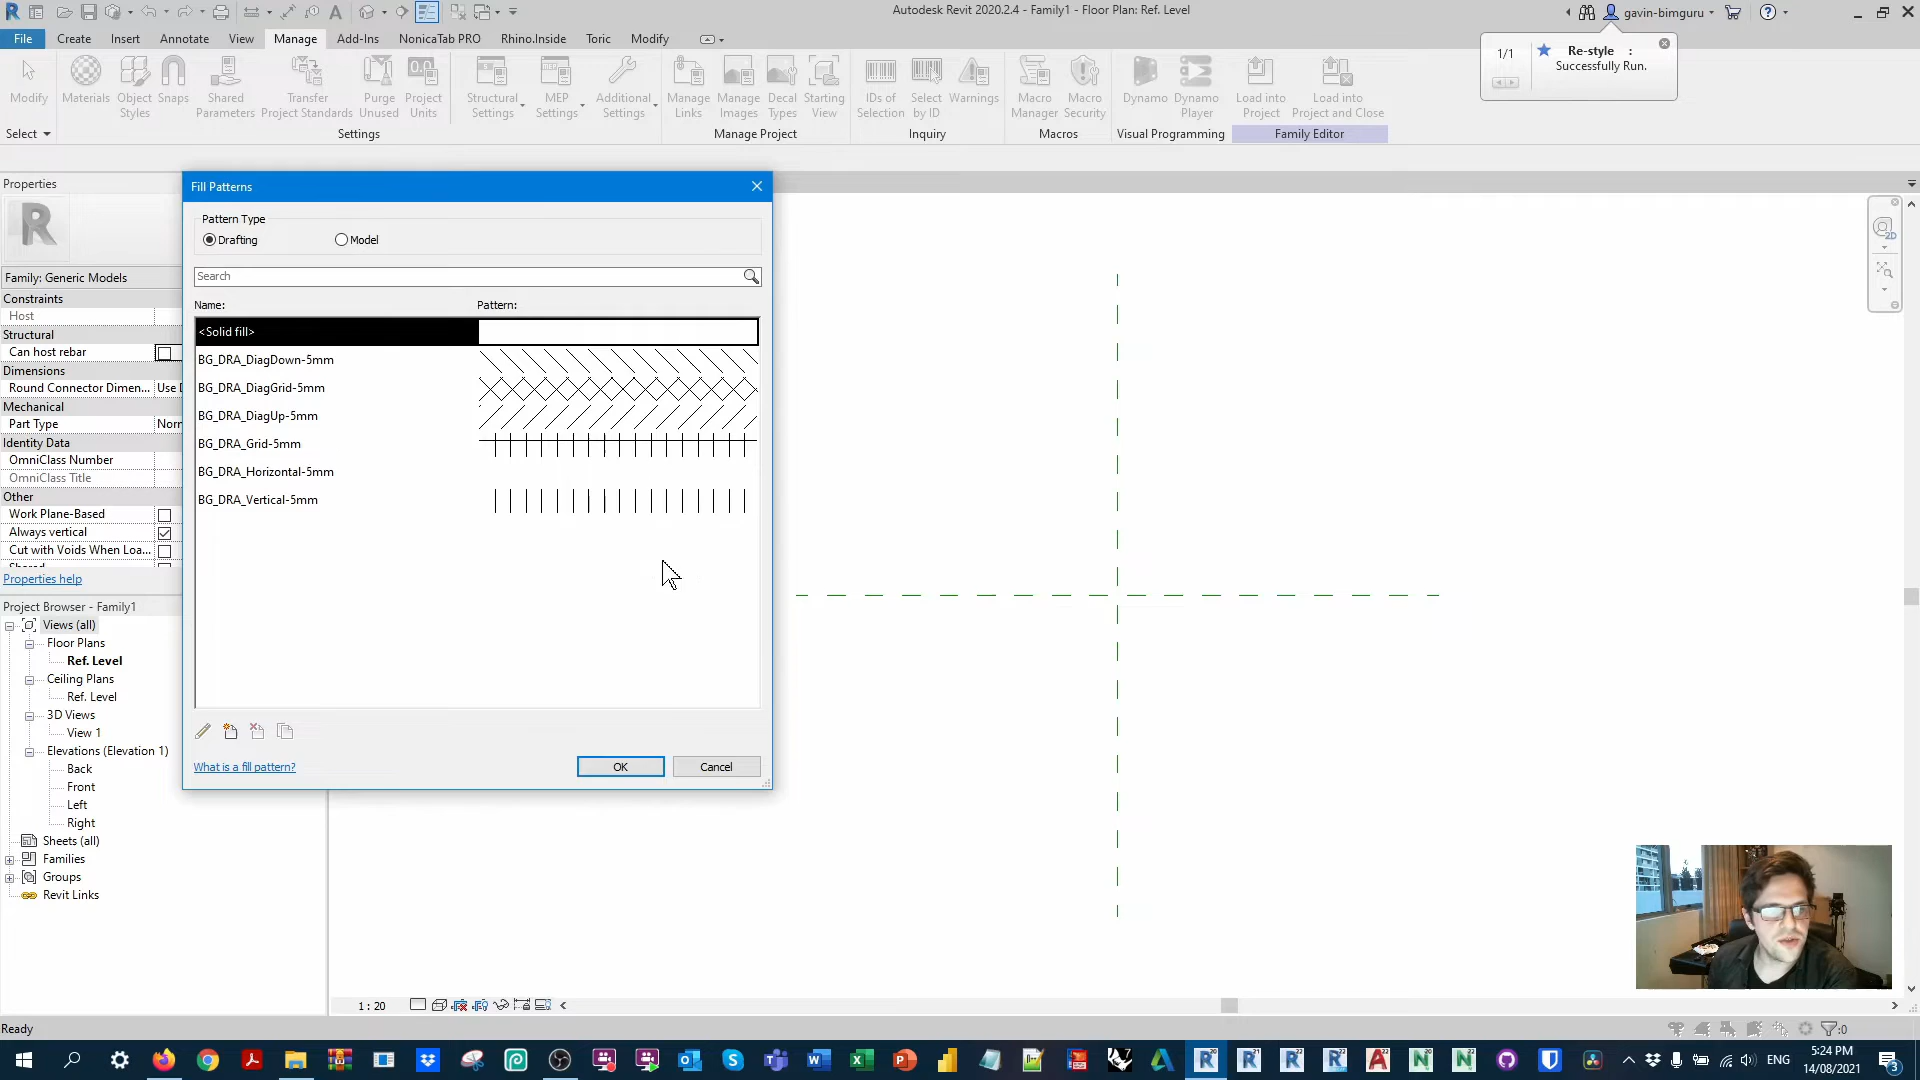 Autodesk Revit 2020.2.4 - Family1 - Floor Plan: Ref. Level
gavin-bimguru
File Create Insert Annotate View Manage Add-Ins NonicaTab PRO Rhino.Inside Toric Modify
1/1
Re-style :
Successfully Run.
Modify
Materials
Object Styles
Snaps
Shared Parameters
Transfer Project Standards
Purge Unused
Project Units
Structural Settings
MEP Settings
Additional Settings
Manage Links
Manage Images
Decal Types
Starting View
IDs of Selection
Select by ID
Warnings
Macro Manager
Macro Security
Dynamo
Dynamo Player
Load into Project
Load into Project and Close
Select
Settings
Manage Project
Inquiry
Macros
Visual Programming
Family Editor
Properties
Family: Generic Models
Constraints
Host
Structural
Can host rebar
Dimensions
Round Connector Dimen... Use D
Mechanical
Part Type Norr
Identity Data
OmniClass Number
OmniClass Title
Other
Work Plane-Based
Always vertical
Cut with Voids When Loa...
Shared
Properties help
Project Browser - Family1
Views (all)
Floor Plans
Ref. Level
Ceiling Plans
Ref. Level
3D Views
View 1
Elevations (Elevation 1)
Back
Front
Left
Right
Sheets (all)
Families
Groups
Revit Links
Fill Patterns
Pattern Type
Drafting Model
Search
Name: Pattern:
<Solid fill>
BG_DRA_DiagDown-5mm
BG_DRA_DiagGrid-5mm
BG_DRA_DiagUp-5mm
BG_DRA_Grid-5mm
BG_DRA_Horizontal-5mm
BG_DRA_Vertical-5mm
What is a fill pattern?
OK
Cancel
2D
1 : 20
Ready
:0
ENG
5:24 PM
14/08/2021
3